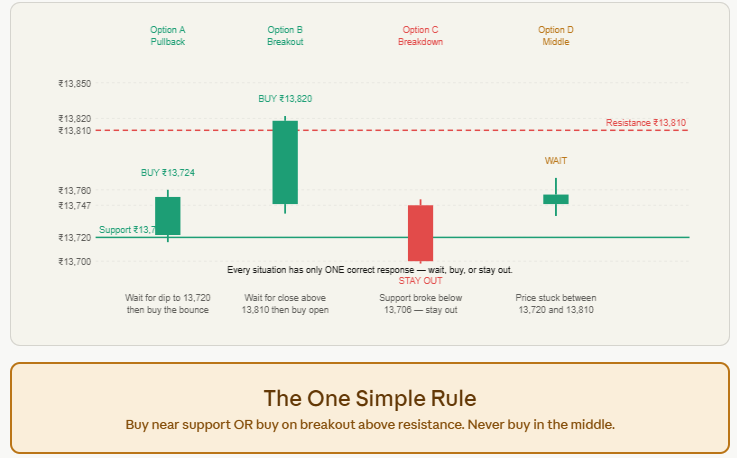 Option A
Pullback
Option B
Breakout
Option C
Breakdown
Option D
Middle
₹13,850
BUY ₹13,820
₹13,820
Resistance ₹13,810
₹13,810
WAIT
BUY ₹13,724
₹13,760
₹13,747
Support ₹13,7
₹13,720
₹13,700
Every situation has only ONE correct response — wait, buy, or stay out.
STAY OUT
Wait for dip to 13,720
then buy the bounce
Wait for close above
13,810 then buy open
Support broke below
13,706 — stay out
Price stuck between
13,720 and 13,810
The One Simple Rule
Buy near support OR buy on breakout above resistance. Never buy in the middle.